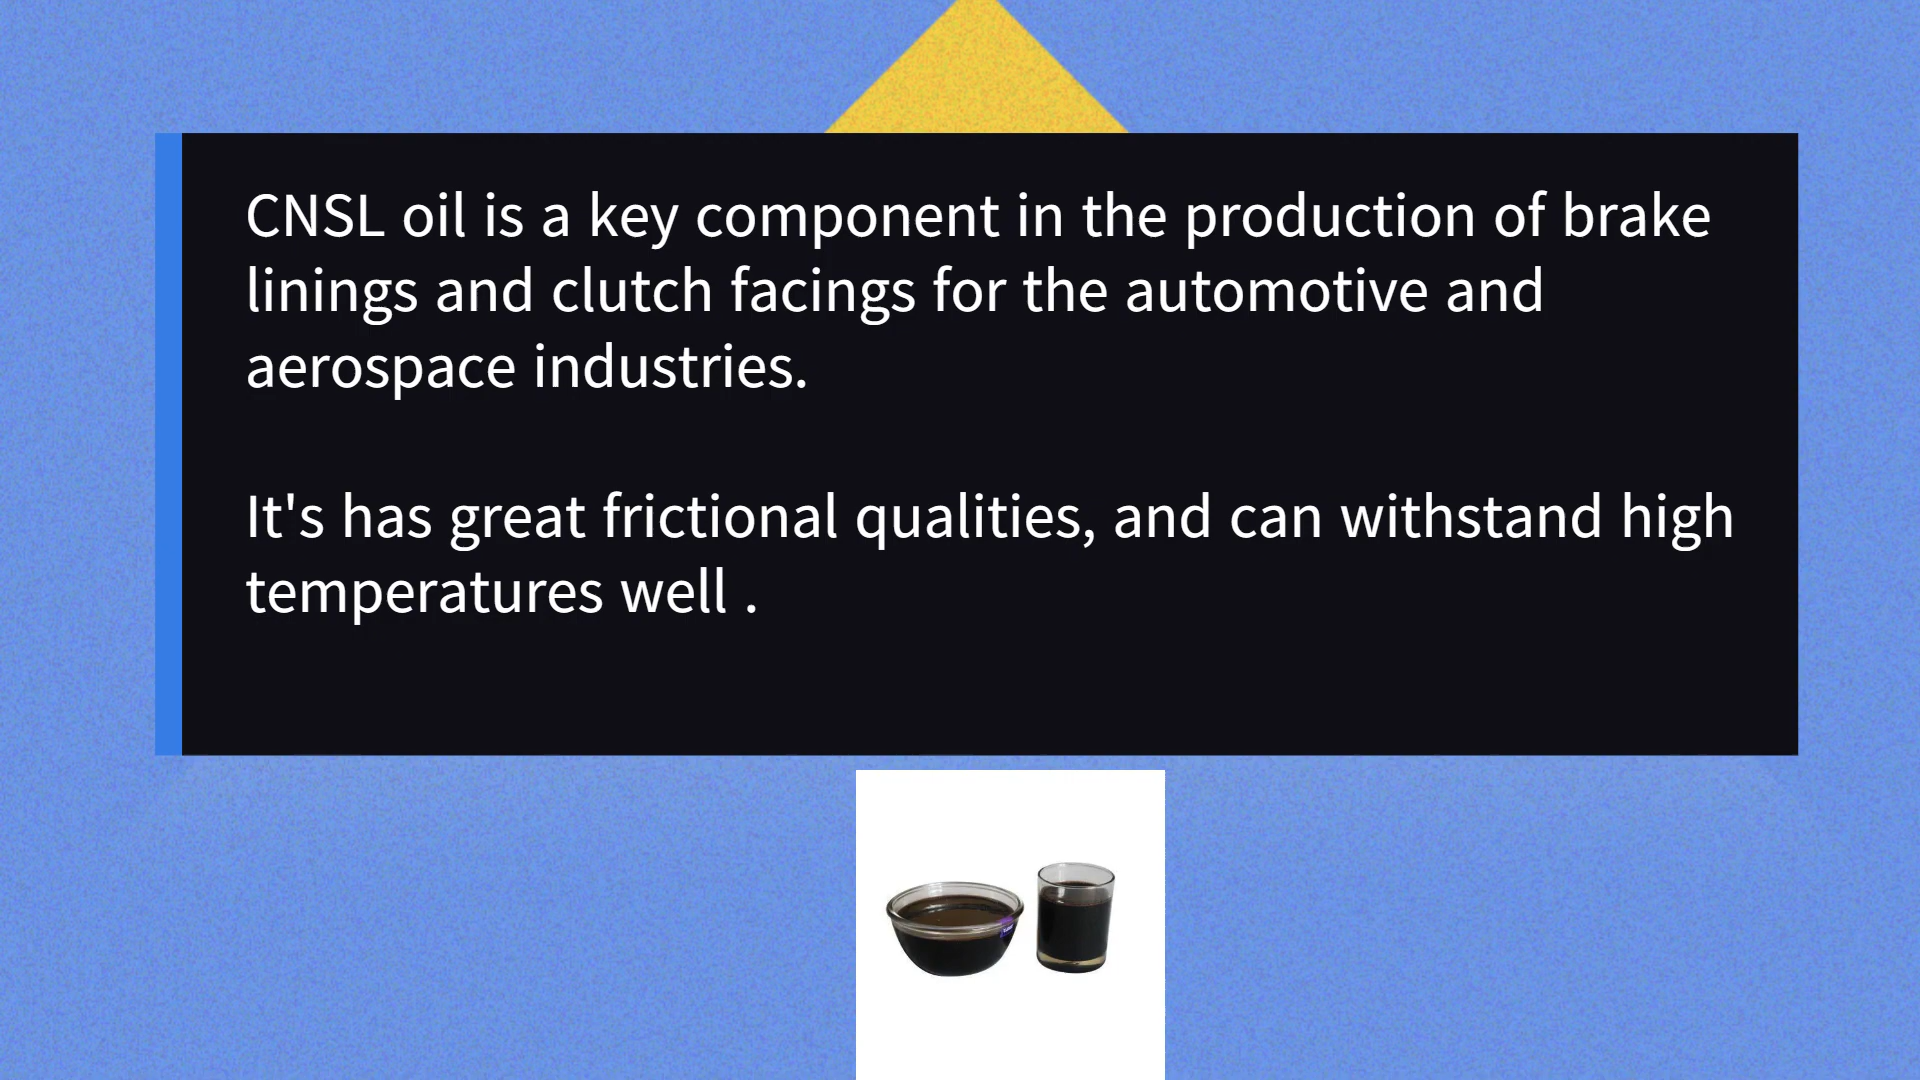 CNSL oil is a key component in the production of brake
linings and clutch facings for the automotive and
aerospace industries.
It's has great frictional qualities, and can withstand high
temperatures well .